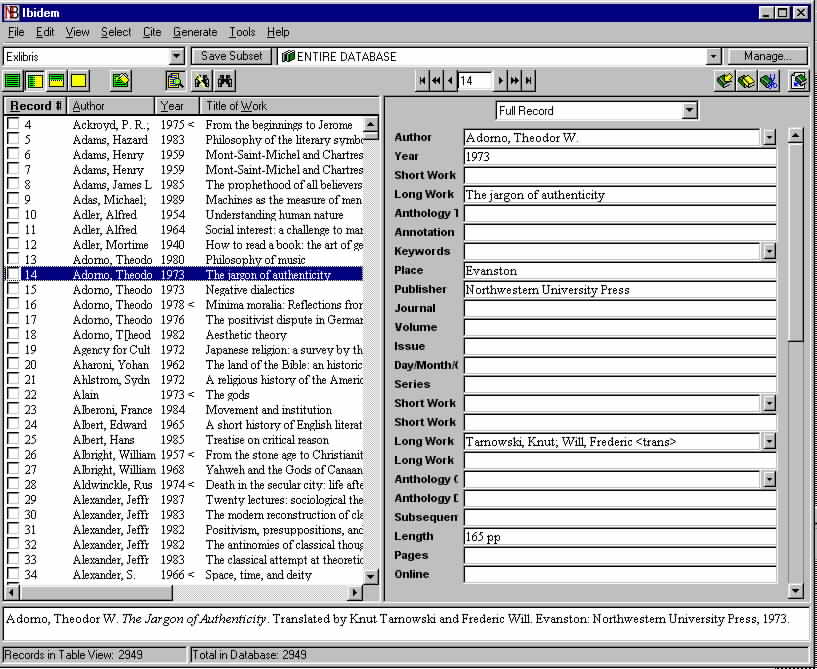 Ibidem
File Edit View Select Cite Generate Tools Help
Exlibris Save Subset ENTIRE DATABASE Manage...
14
Record # Author Year Title of Work
4 Ackroyd, P. R.; 1975 < From the beginnings to Jerome
5 Adams, Hazard 1983 Philosophy of the literary symbo
6 Adams, Henry 1959 Mont-Saint-Michel and Chartres
7 Adams, Henry 1959 Mont-Saint-Michel and Chartres
8 Adams, James L 1985 The prophethood of all believers
9 Adas, Michael; 1989 Machines as the measure of men
10 Adler, Alfred 1954 Understanding human nature
11 Adler, Alfred 1964 Social interest: a challenge to man
12 Adler, Mortime 1940 How to read a book: the art of ge
13 Adorno, Theodo 1980 Philosophy of music
14 Adorno, Theodo 1973 The jargon of authenticity
15 Adorno, Theodo 1973 Negative dialectics
16 Adorno, Theodo 1978 < Minima moralia: Reflections from
17 Adorno, Theodo 1976 The positivist dispute in German
18 Adorno, T[heod 1982 Aesthetic theory
19 Agency for Cult 1972 Japanese religion: a survey by th
20 Aharoni, Yohan 1962 The land of the Bible: an historic
21 Ahlstrom, Sydn 1972 A religious history of the Americ
22 Alain 1973 < The gods
23 Alberoni, France 1984 Movement and institution
24 Albert, Edward 1965 A short history of English literat
25 Albert, Hans 1985 Treatise on critical reason
26 Albright, William 1957 < From the stone age to Christianit
27 Albright, William 1968 Yahweh and the Gods of Canaan
28 Aldwinckle, Rus 1974 < Death in the secular city: life afte
29 Alexander, Jeffr 1987 Twenty lectures: sociological the
30 Alexander, Jeffr 1983 The modern reconstruction of cla
31 Alexander, Jeffr 1982 Positivism, presuppositions, and
32 Alexander, Jeffr 1982 The antinomies of classical thoug
33 Alexander, Jeffr 1983 The classical attempt at theoretic
34 Alexander, S. 1966 < Space, time, and deity
Full Record
Author Adorno, Theodor W.
Year 1973
Short Work
Long Work The jargon of authenticity
Anthology T
Annotation
Keywords
Place Evanston
Publisher Northwestern University Press
Journal
Volume
Issue
Day/Month/(
Series
Short Work
Short Work
Long Work Tarnowski, Knut; Will, Frederic <trans>
Long Work
Anthology (
Anthology D
Subsequen
Length 165 pp
Pages
Online
Adorno, Theodor W. The Jargon of Authenticity. Translated by Knut Tarnowski and Frederic Will. Evanston: Northwestern University Press, 1973.
Records in Table View: 2949 Total in Database: 2949